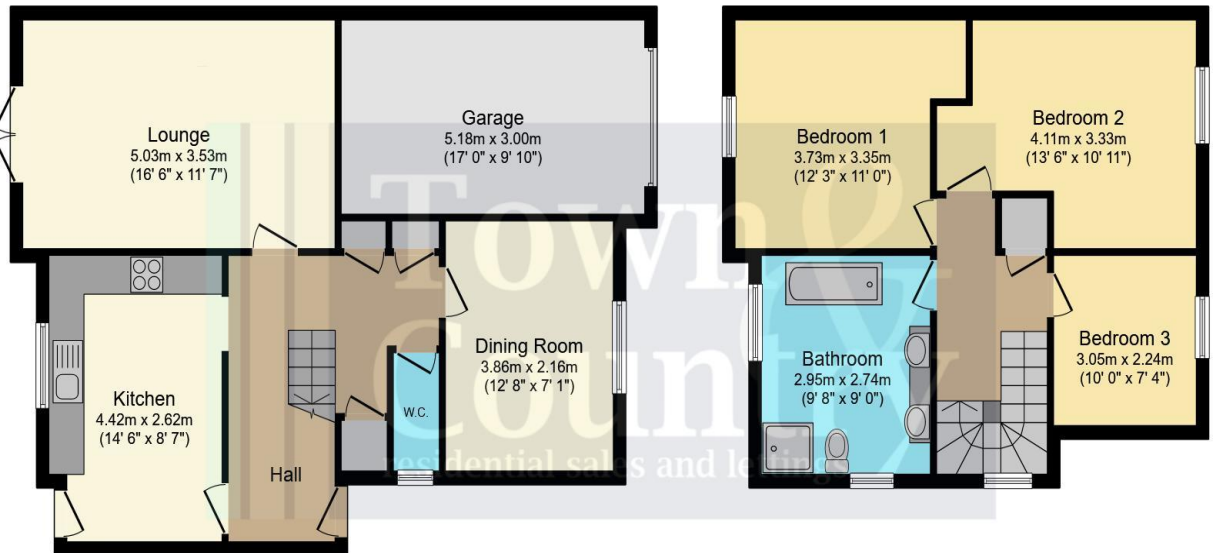 Lounge
5.03m x 3.53m
(16' 6" x 11' 7")
Garage
5.18m x 3.00m
(17' 0" x 9' 10")
Bedroom 1
3.73m x 3.35m
(12' 3" x 11' 0")
Bedroom 2
4.11m x 3.33m
(13' 6" x 10' 11")
Kitchen
4.42m x 2.62m
(14' 6" x 8' 7")
Hall
W.C.
Dining Room
3.86m x 2.16m
(12' 8" x 7' 1")
Bathroom
2.95m x 2.74m
(9' 8" x 9' 0")
Bedroom 3
3.05m x 2.24m
(10' 0" x 7' 4")
Town &
Country
residential sales and lettings